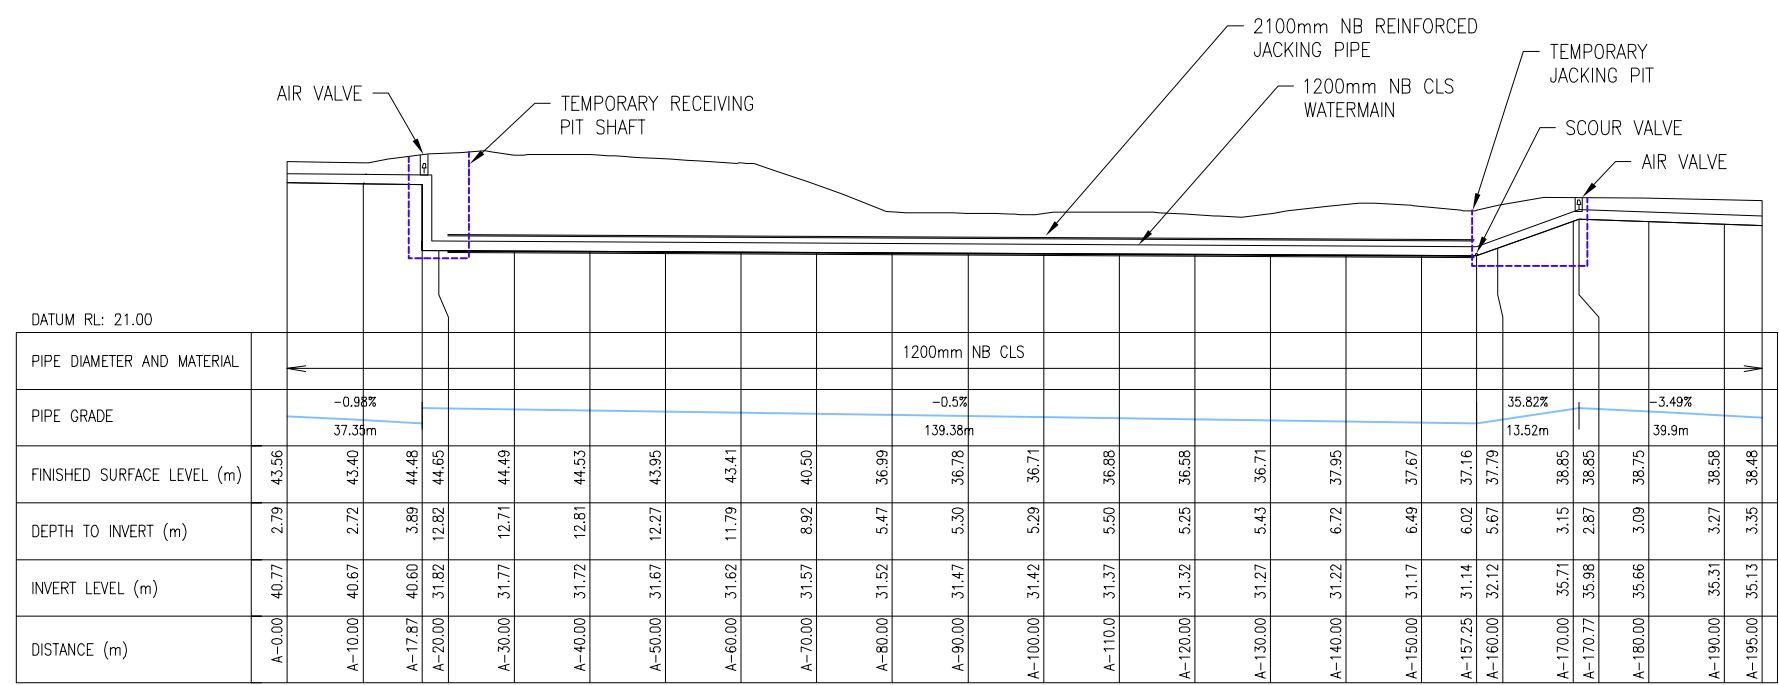 2100mm NB REINFORCED
JACKING PIPE
TEMPORARY
JACKING PIT
AIR VALVE
TEMPORARY RECEIVING
PIT SHAFT
1200mm NB CLS
WATERMAIN
SCOUR VALVE
AIR VALVE
DATUM RL: 21.00
PIPE DIAMETER AND MATERIAL
1200mm NB CLS
PIPE GRADE
-0.98% -0.5% 35.82% -3.49%
37.35m 139.38m 13.52m 39.9m
FINISHED SURFACE LEVEL (m) 43.56 43.40 44.48 44.65 44.49 44.53 43.95 43.41 40.50 36.99 36.78 36.71 36.88 36.58 36.71 37.95 37.67 37.16 37.79 38.85 38.85 38.75 38.58 38.48
DEPTH TO INVERT (m) 2.79 2.72 3.89 12.82 12.71 12.81 12.27 11.79 8.92 5.47 5.30 5.29 5.50 5.25 5.43 6.72 6.49 6.02 5.67 3.15 2.87 3.09 3.27 3.35
INVERT LEVEL (m) 40.77 40.67 40.60 31.82 31.77 31.72 31.67 31.62 31.57 31.52 31.47 31.42 31.37 31.32 31.27 31.22 31.17 31.14 32.12 35.71 35.98 35.66 35.31 35.13
DISTANCE (m) A-0.00 A-10.00 A-17.87 A-20.00 A-30.00 A-40.00 A-50.00 A-60.00 A-70.00 A-80.00 A-90.00 A-100.00 A-110.0 A-120.00 A-130.00 A-140.00 A-150.00 A-157.25 A-160.00 A-170.00 A-170.77 A-180.00 A-190.00 A-195.00